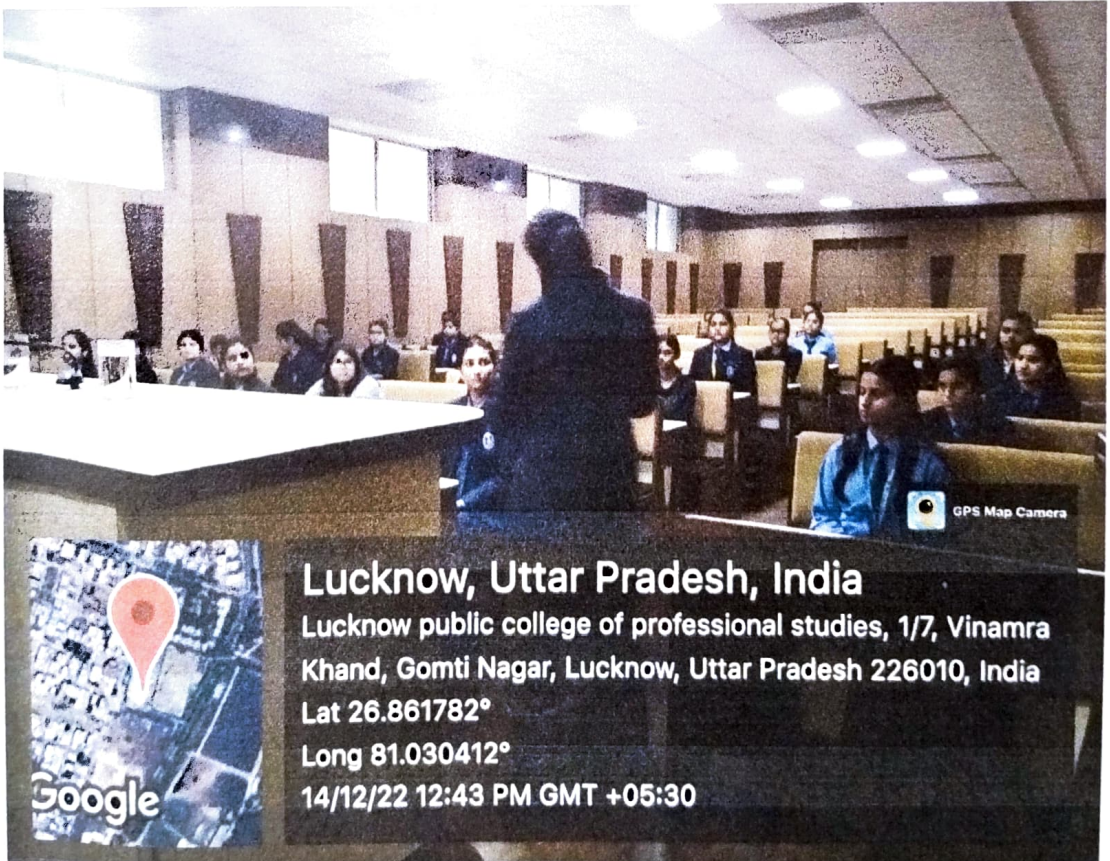 GPS Map Camera
Lucknow, Uttar Pradesh, India
Lucknow public college of professional studies, 1/7, Vinamra
Khand, Gomti Nagar, Lucknow, Uttar Pradesh 226010, India
Lat 26.861782°
Long 81.030412°
14/12/22 12:43 PM GMT +05:30
Google